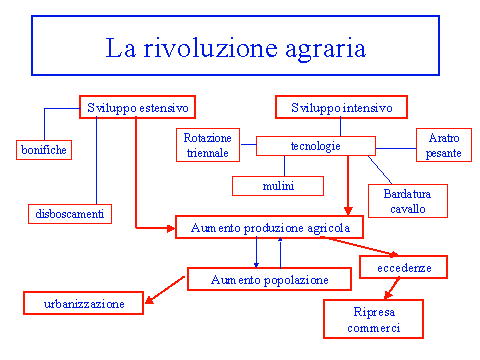 La rivoluzione agraria
Sviluppo estensivo
Sviluppo intensivo
bonifiche
Rotazione
triennale
tecnologie
Aratro
pesante
mulini
Bardatura
cavallo
disboscamenti
Aumento produzione agricola
Aumento popolazione
eccedenze
urbanizzazione
Ripresa
commerci